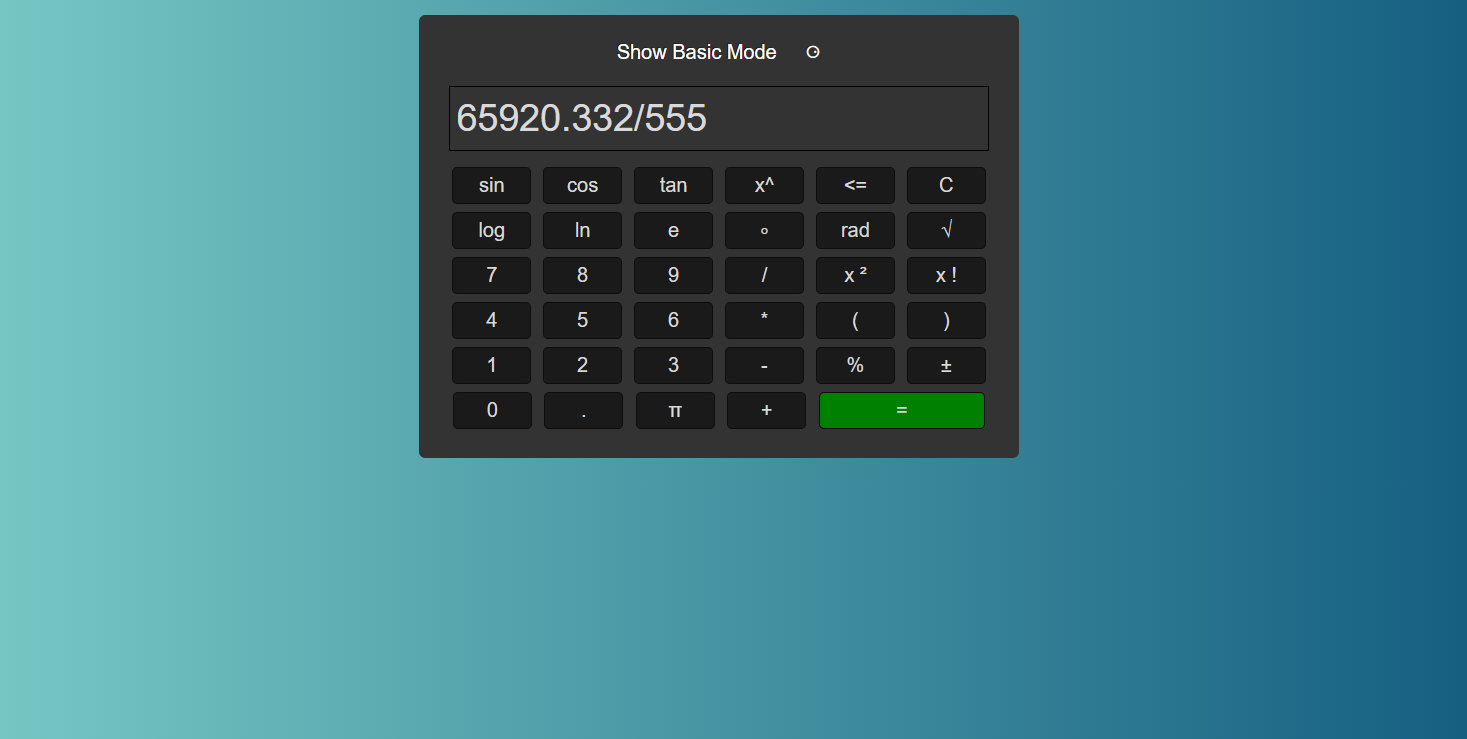 Show Basic Mode ⚆
65920.332/555
sin cos tan x^ <= C
log ln e ∘ rad √
7 8 9 / x ² x !
4 5 6 * ( )
1 2 3 - % ±
0 . π + =